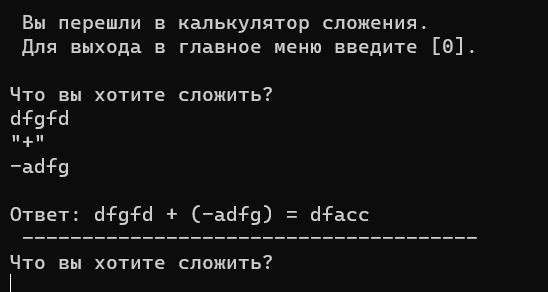 Вы перешли в калькулятор сложения.
Для выхода в главное меню введите [0].
Что вы хотите сложить?
dfgfd
"+"
-adfg
Ответ: dfgfd + (-adfg) = dfacc
--------------------------------------
Что вы хотите сложить?